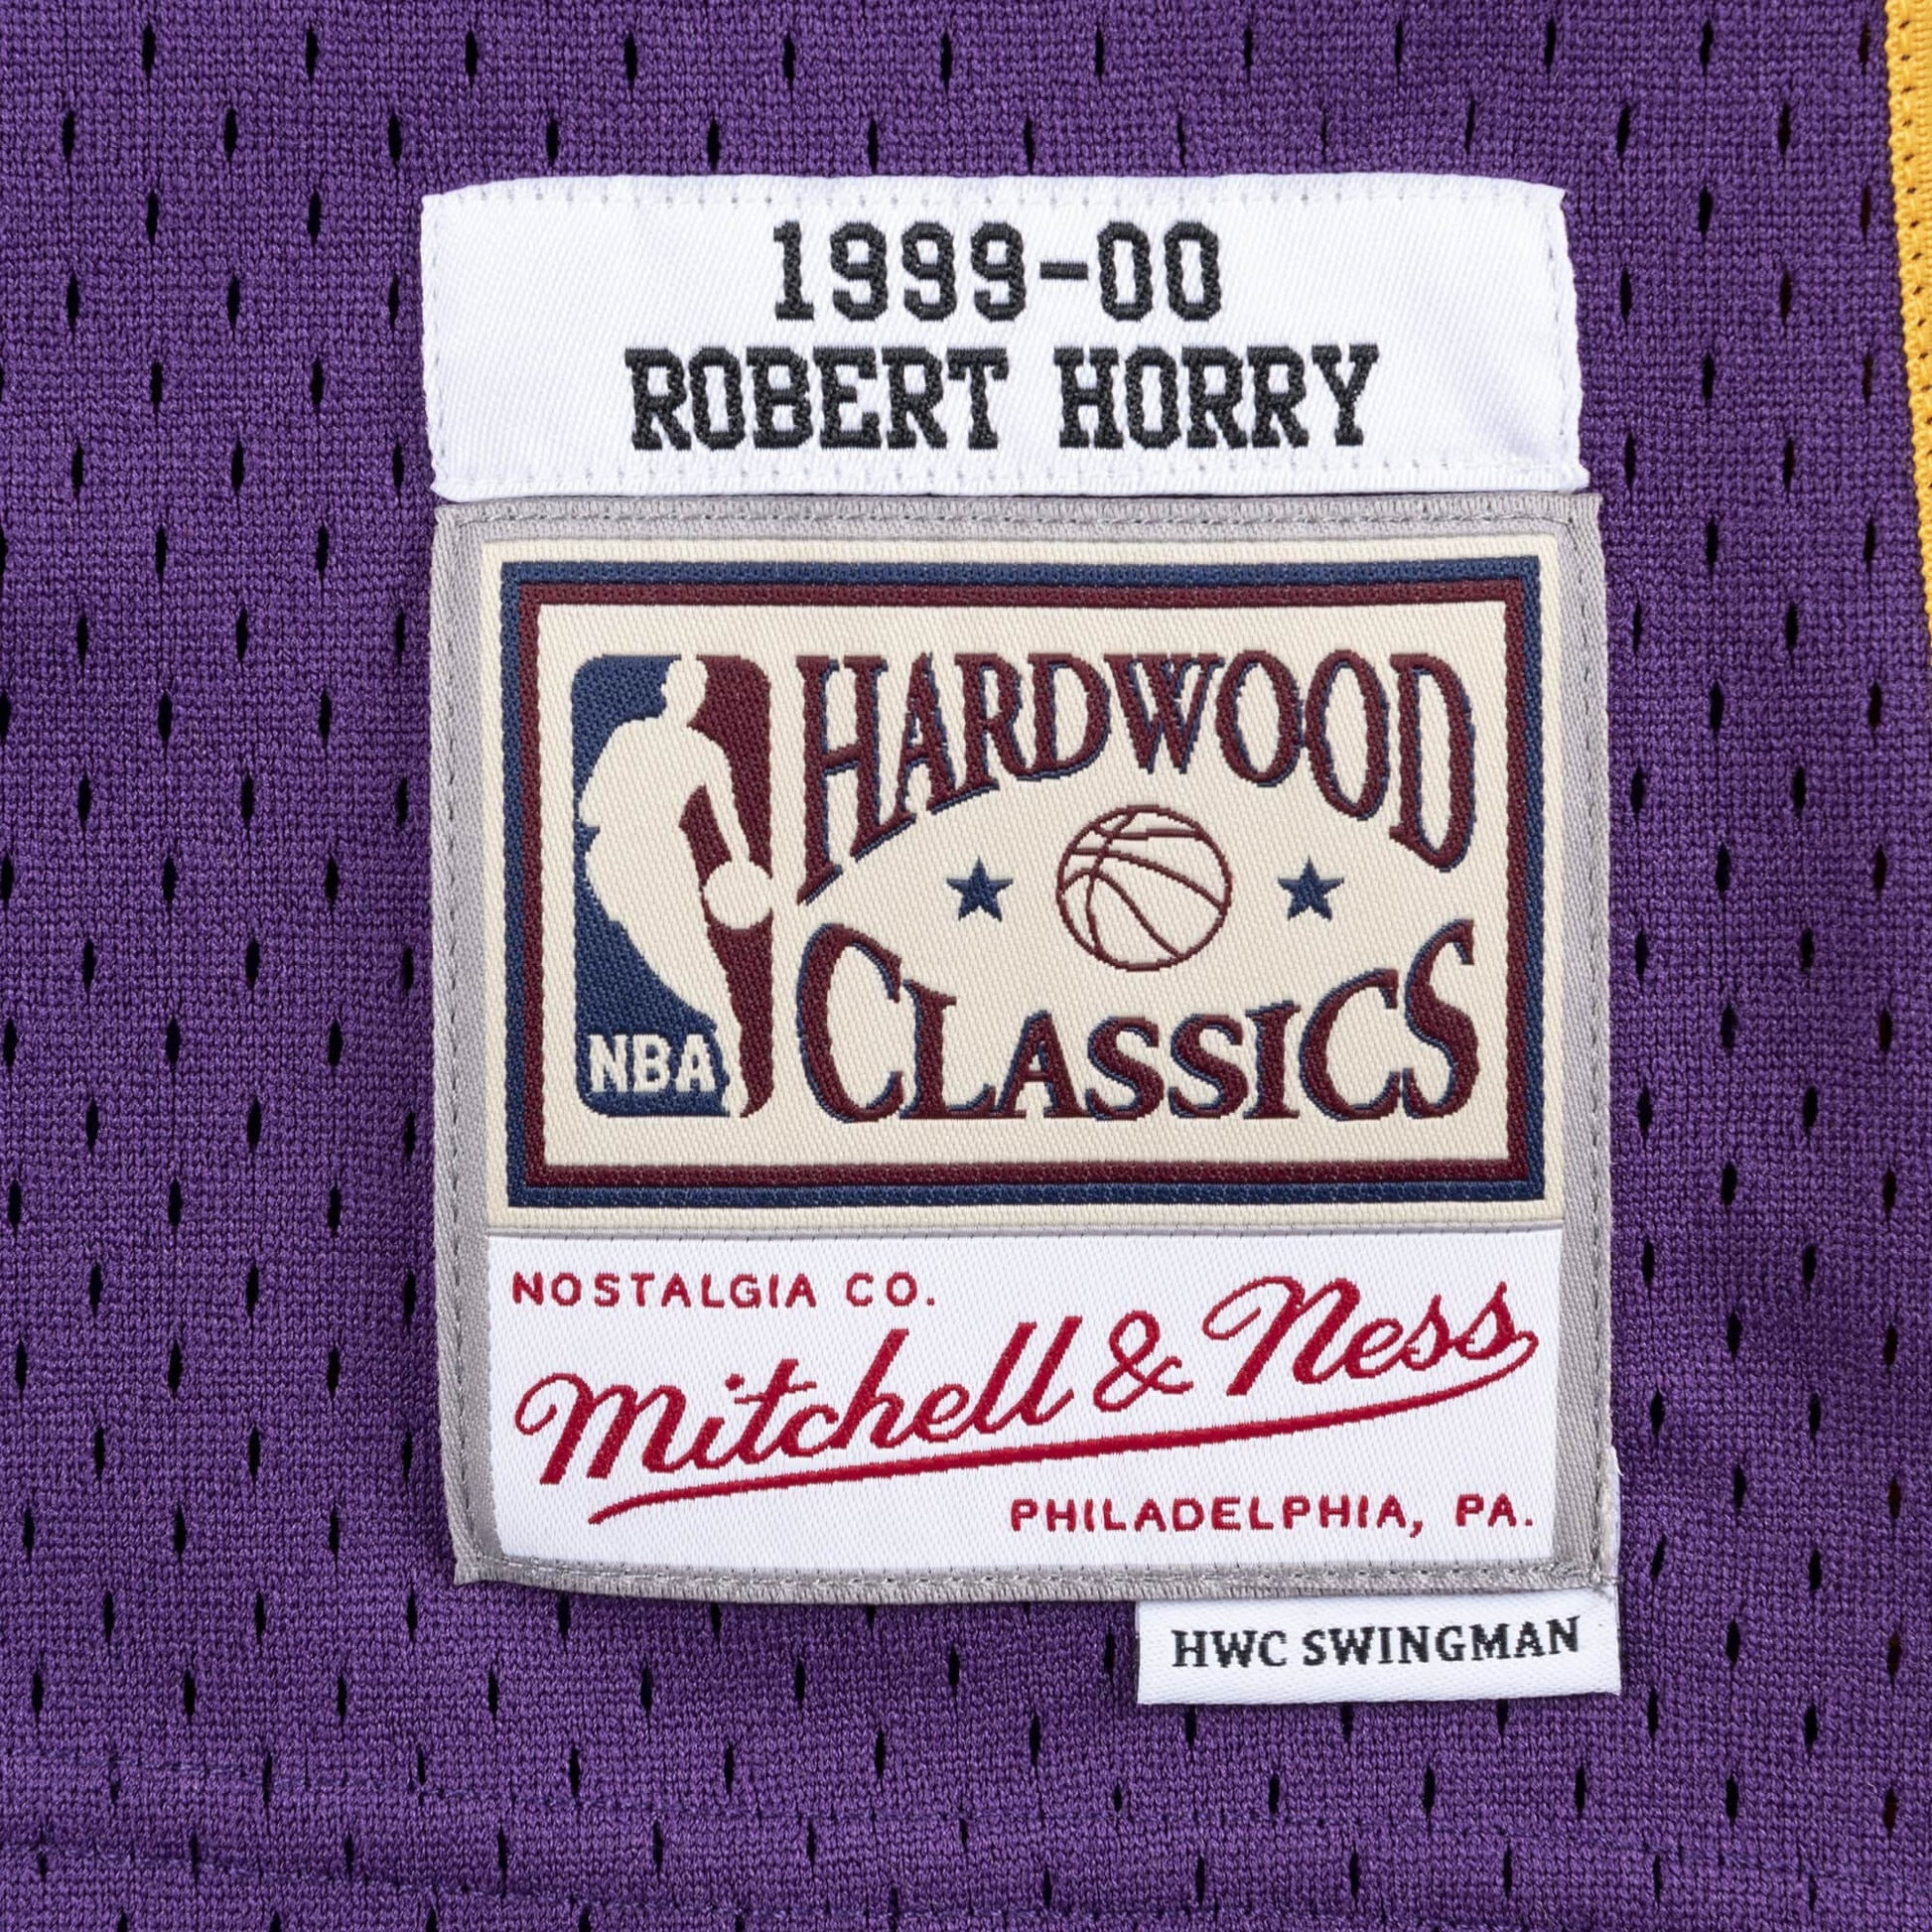 1999-00
ROBERT HORRY
HARDWOOD
CLASSICS
NBA
NOSTALGIA CO.
Mitchell & Ness
PHILADELPHIA, PA.
HWC SWINGMAN